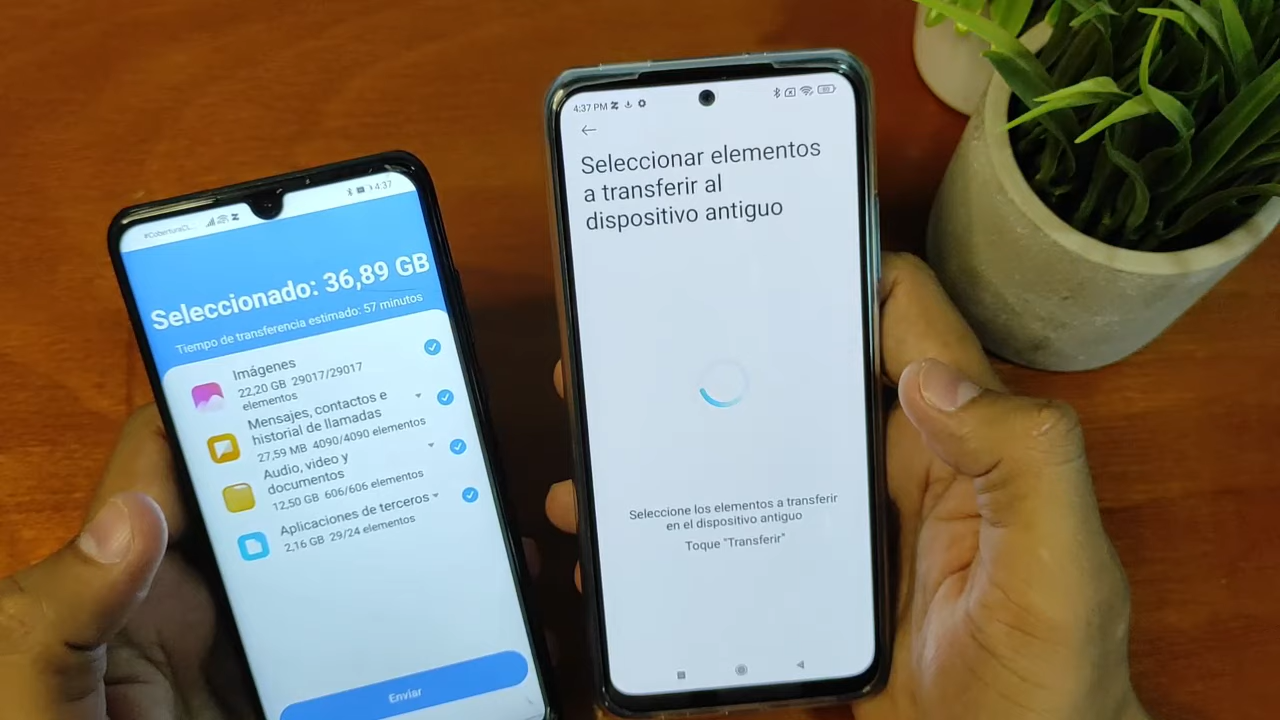 #CoberturaCL...
4:37
Seleccionado: 36,89 GB
Tiempo de transferencia estimado: 57 minutos
Imágenes
22,20 GB 29017/29017
elementos
Mensajes, contactos e
historial de llamadas
27,59 MB 4090/4090 elementos
Audio, video y
documentos
12,50 GB 606/606 elementos
Aplicaciones de terceros
2,16 GB 29/24 elementos
Enviar
4:37 PM
Seleccionar elementos
a transferir al
dispositivo antiguo
Seleccione los elementos a transferir
en el dispositivo antiguo
Toque "Transferir"